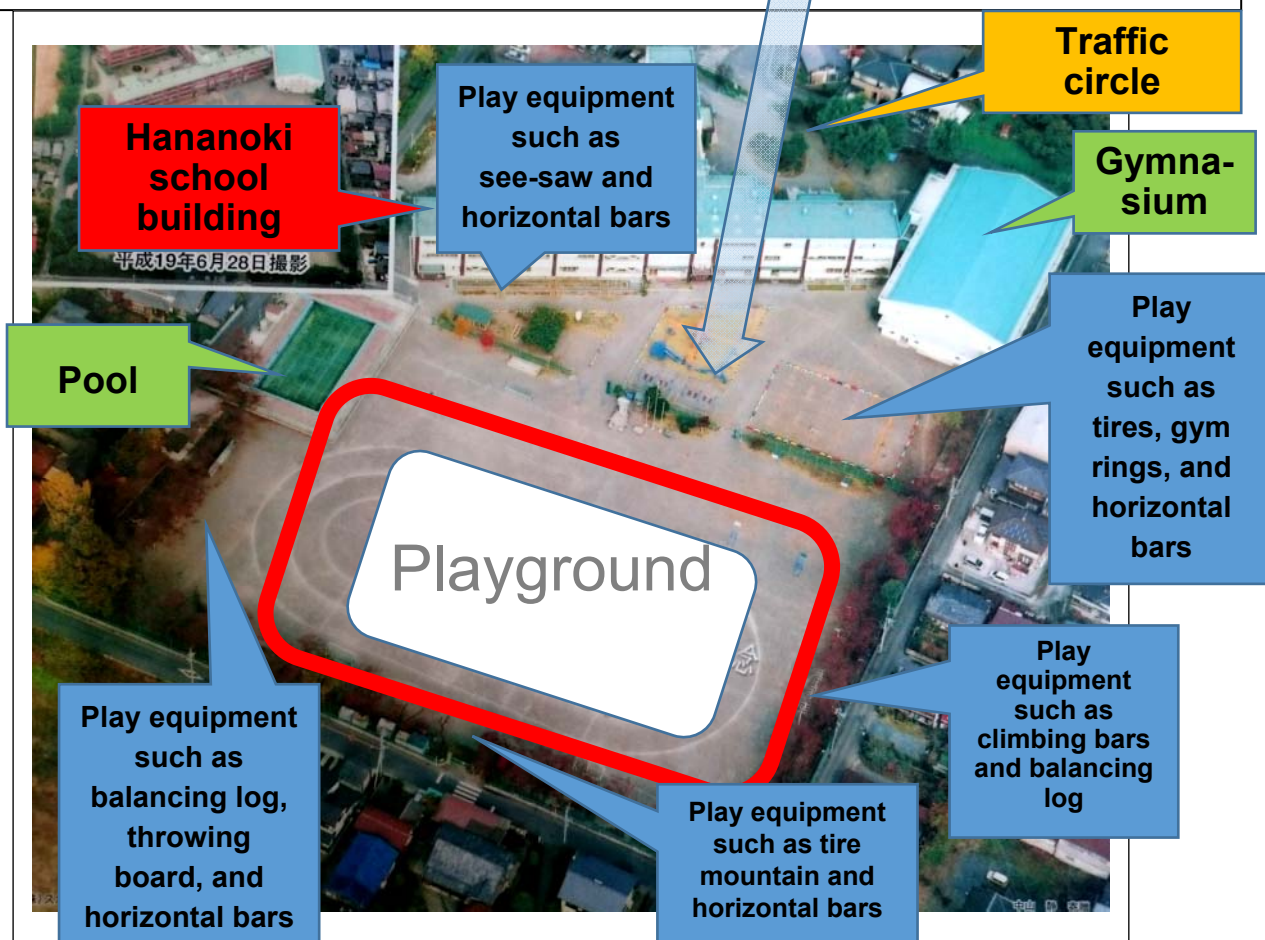 Traffic
circle
Play equipment
such as
see-saw and
horizontal bars
Hananoki
school
building
Gymna-
sium
平成19年6月28日撮影
Play
equipment
such as
tires, gym
rings, and
horizontal
bars
Pool
Playground
Play
equipment
such as
climbing bars
and balancing
log
Play equipment
such as
balancing log,
throwing
board, and
horizontal bars
Play equipment
such as tire
mountain and
horizontal bars